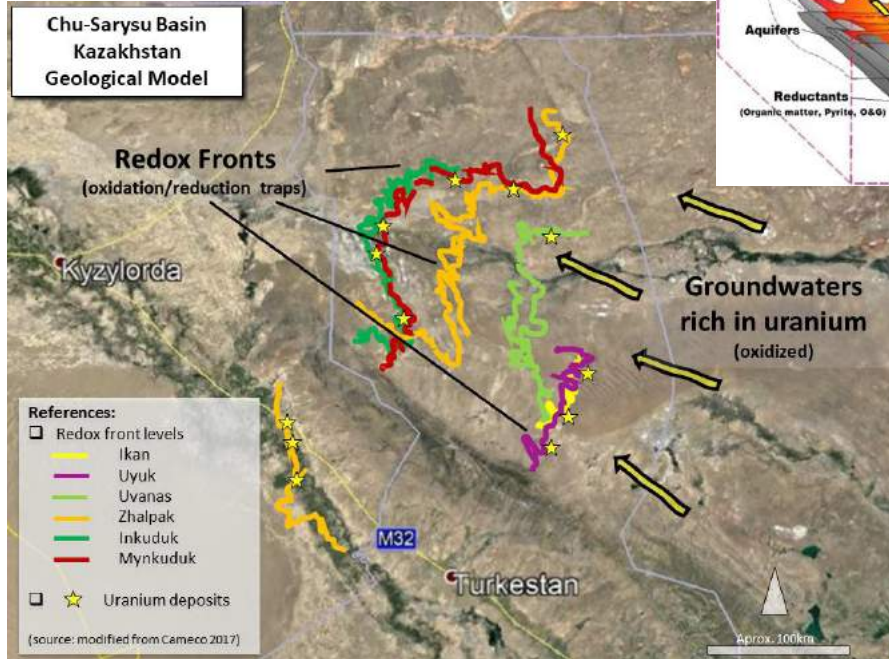 Chu-Sarysu Basin
Kazakhstan
Geological Model
Aquifers
Reductants
(Organic matter, Pyrite, O&G)
Redox Fronts
(oxidation/reduction traps)
Kyzylorda
Groundwaters
rich in uranium
(oxidized)
References:
Redox front levels
Ikan
Uyuk
Uvanas
Zhalpak
Inkuduk
Mynkuduk
Uranium deposits
(source: modified from Cameco 2017)
M32
Turkestan
Aprox. 100km